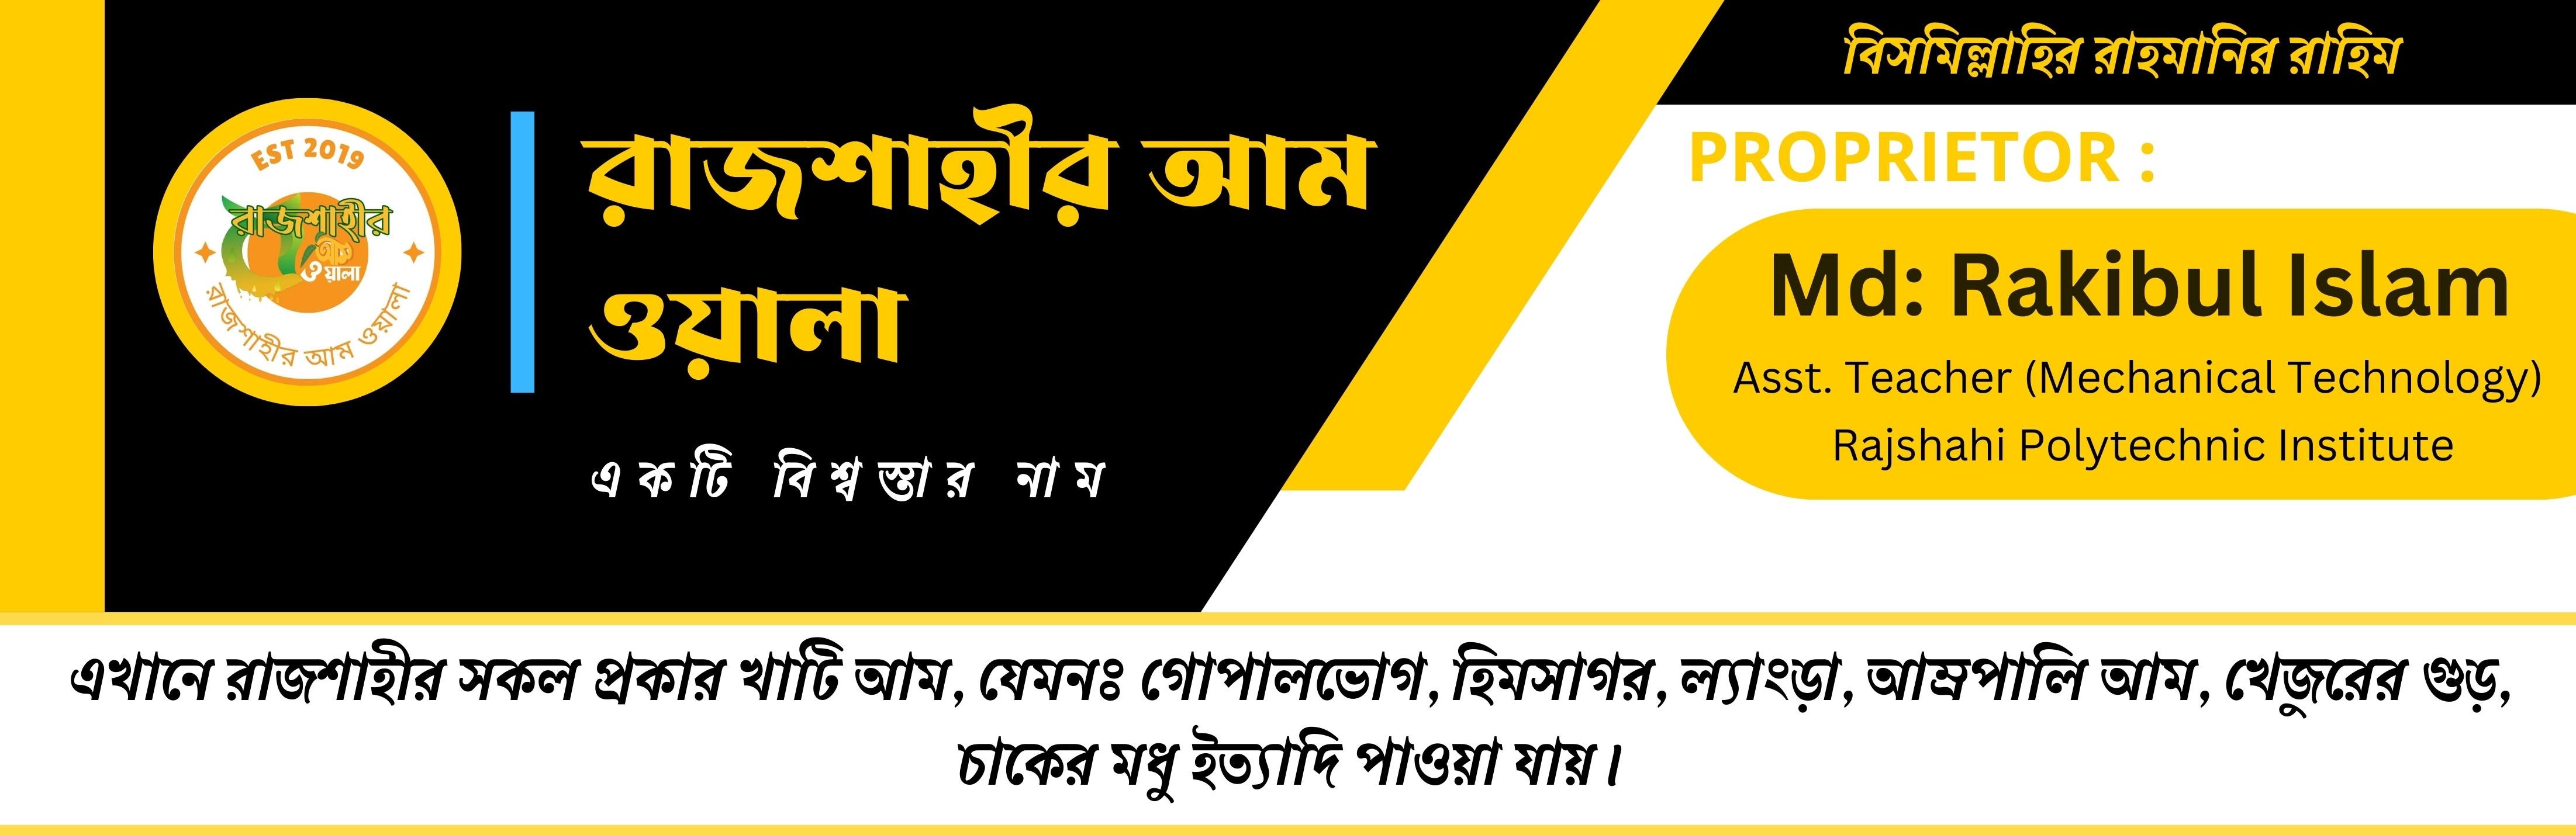 বিসমিল্লাহির রাহমানির রাহিম
EST 2019
রাজশাহীর
আম
ওয়ালা
রাজশাহীর আম ওয়ালা
রাজশাহীর আম
ওয়ালা
একটি বিশ্বস্তার নাম
PROPRIETOR :
Md: Rakibul Islam
Asst. Teacher (Mechanical Technology)
Rajshahi Polytechnic Institute
এখানে রাজশাহীর সকল প্রকার খাটি আম, যেমনঃ গোপালভোগ, হিমসাগর, ল্যাংড়া, আম্রপালি আম, খেজুরের গুড়,
চাকের মধু ইত্যাদি পাওয়া যায়।